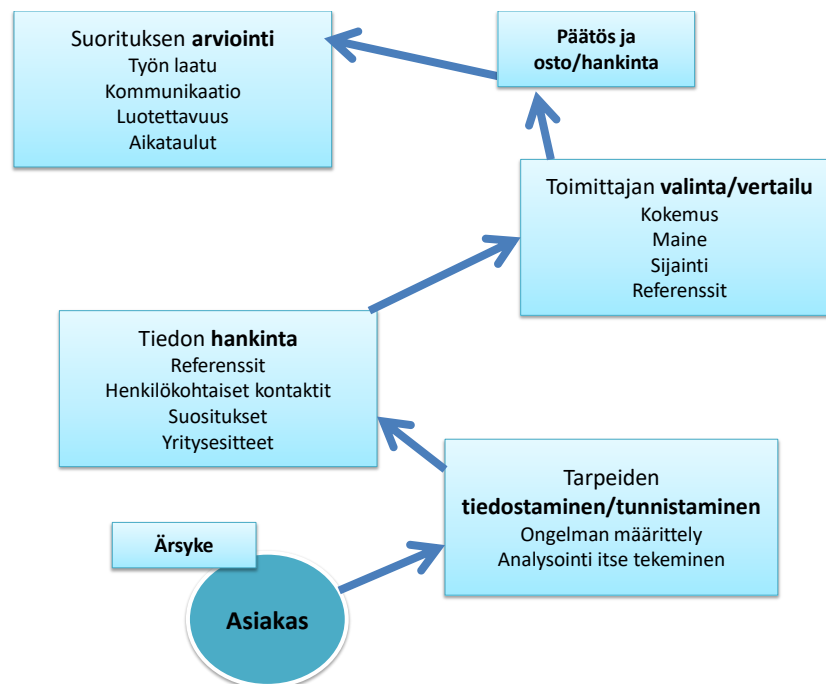 Suorituksen arviointi
Työn laatu
Kommunikaatio
Luotettavuus
Aikataulut
Päätös ja
osto/hankinta
Toimittajan valinta/vertailu
Kokemus
Maine
Sijainti
Referenssit
Tiedon hankinta
Referenssit
Henkilökohtaiset kontaktit
Suositukset
Yritysesitteet
Tarpeiden
tiedostaminen/tunnistaminen
Ongelman määrittely
Analysointi itse tekeminen
Ärsyke
Asiakas